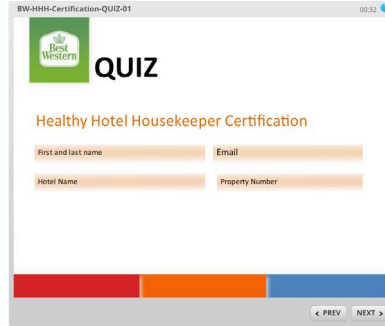 BW-HHH-Certification-QUIZ-01
00:32
Best
Western
QUIZ
Healthy Hotel Housekeeper Certification
First and last name
Email
Hotel Name
Property Number
< PREV
NEXT >